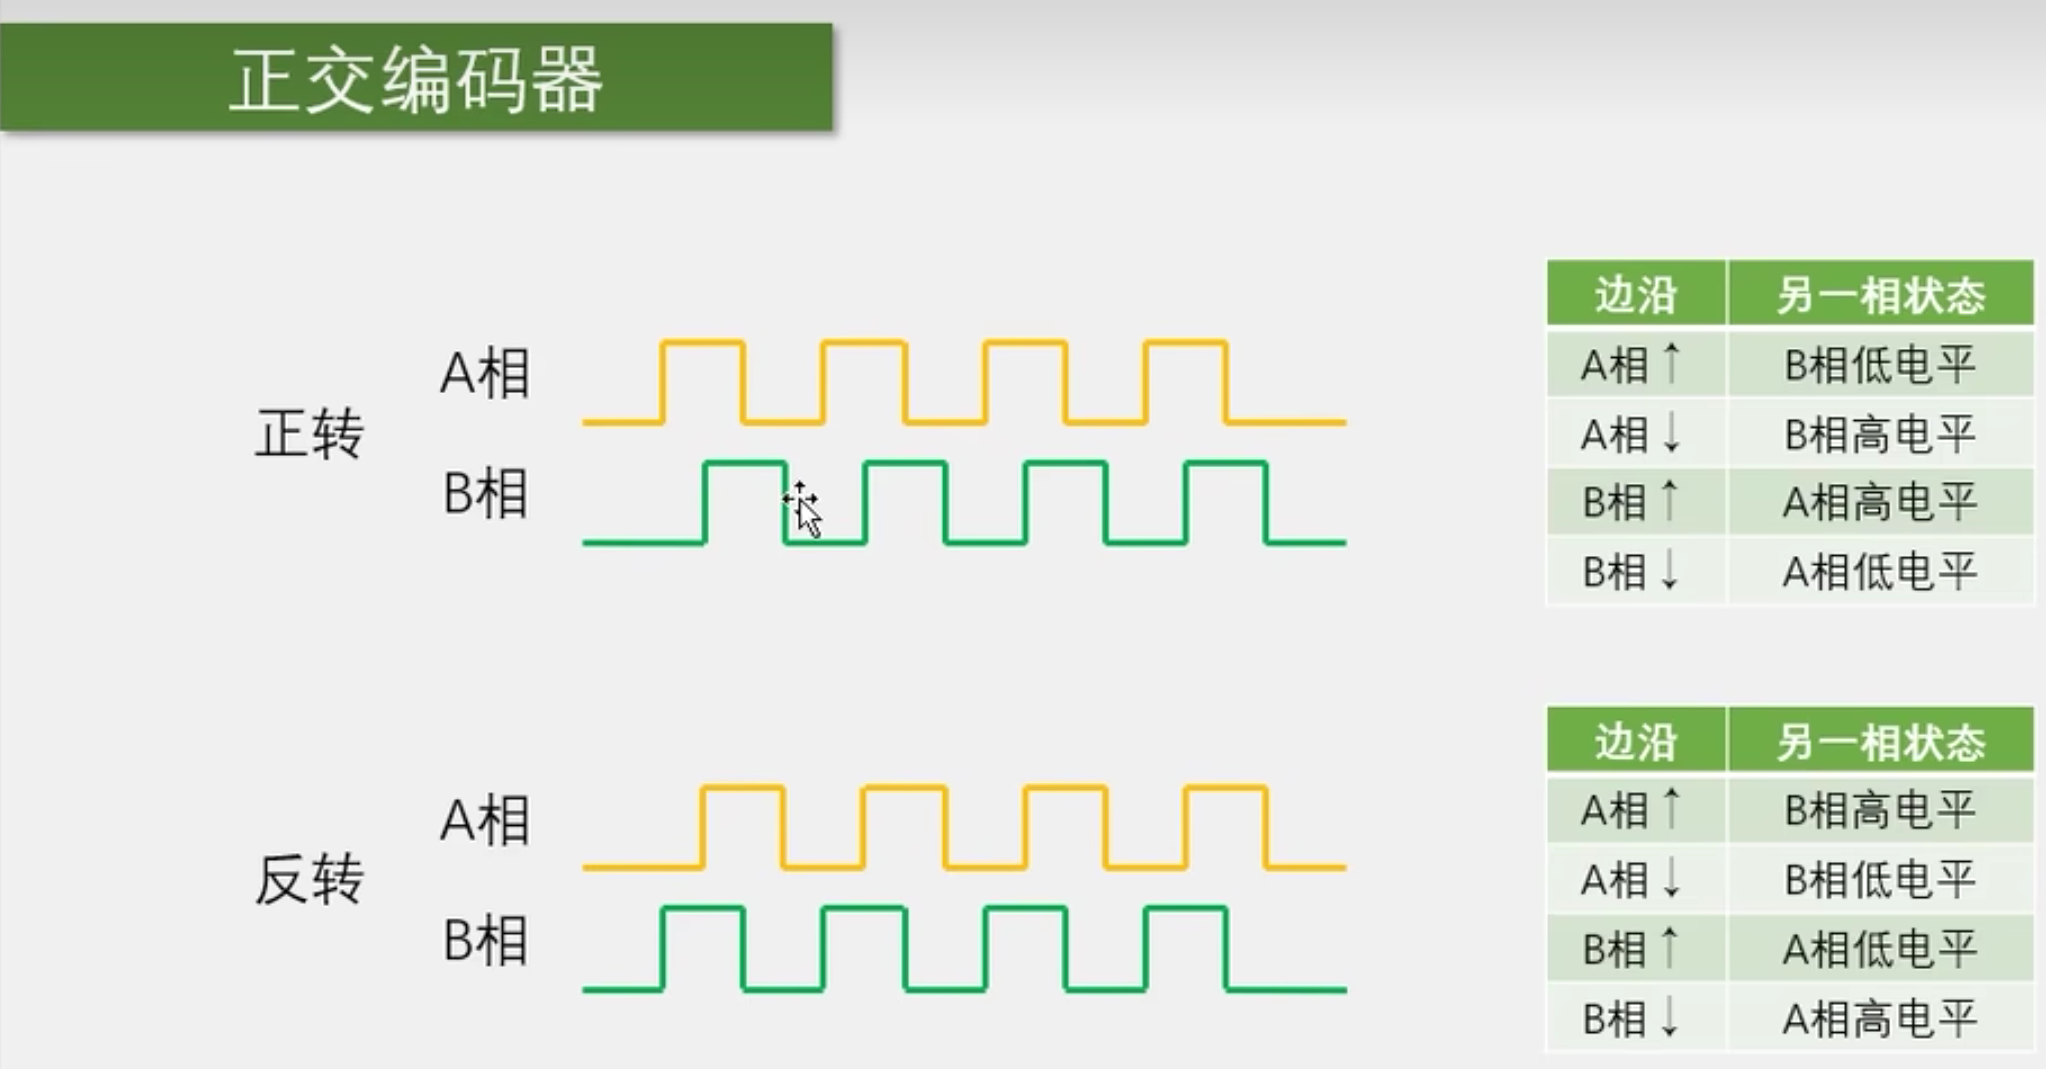 正交编码器
正转
A相
B相
边沿 另一相状态
A相↑ B相低电平
A相↓ B相高电平
B相↑ A相高电平
B相↓ A相低电平
反转
A相
B相
边沿 另一相状态
A相↑ B相高电平
A相↓ B相低电平
B相↑ A相低电平
B相↓ A相高电平